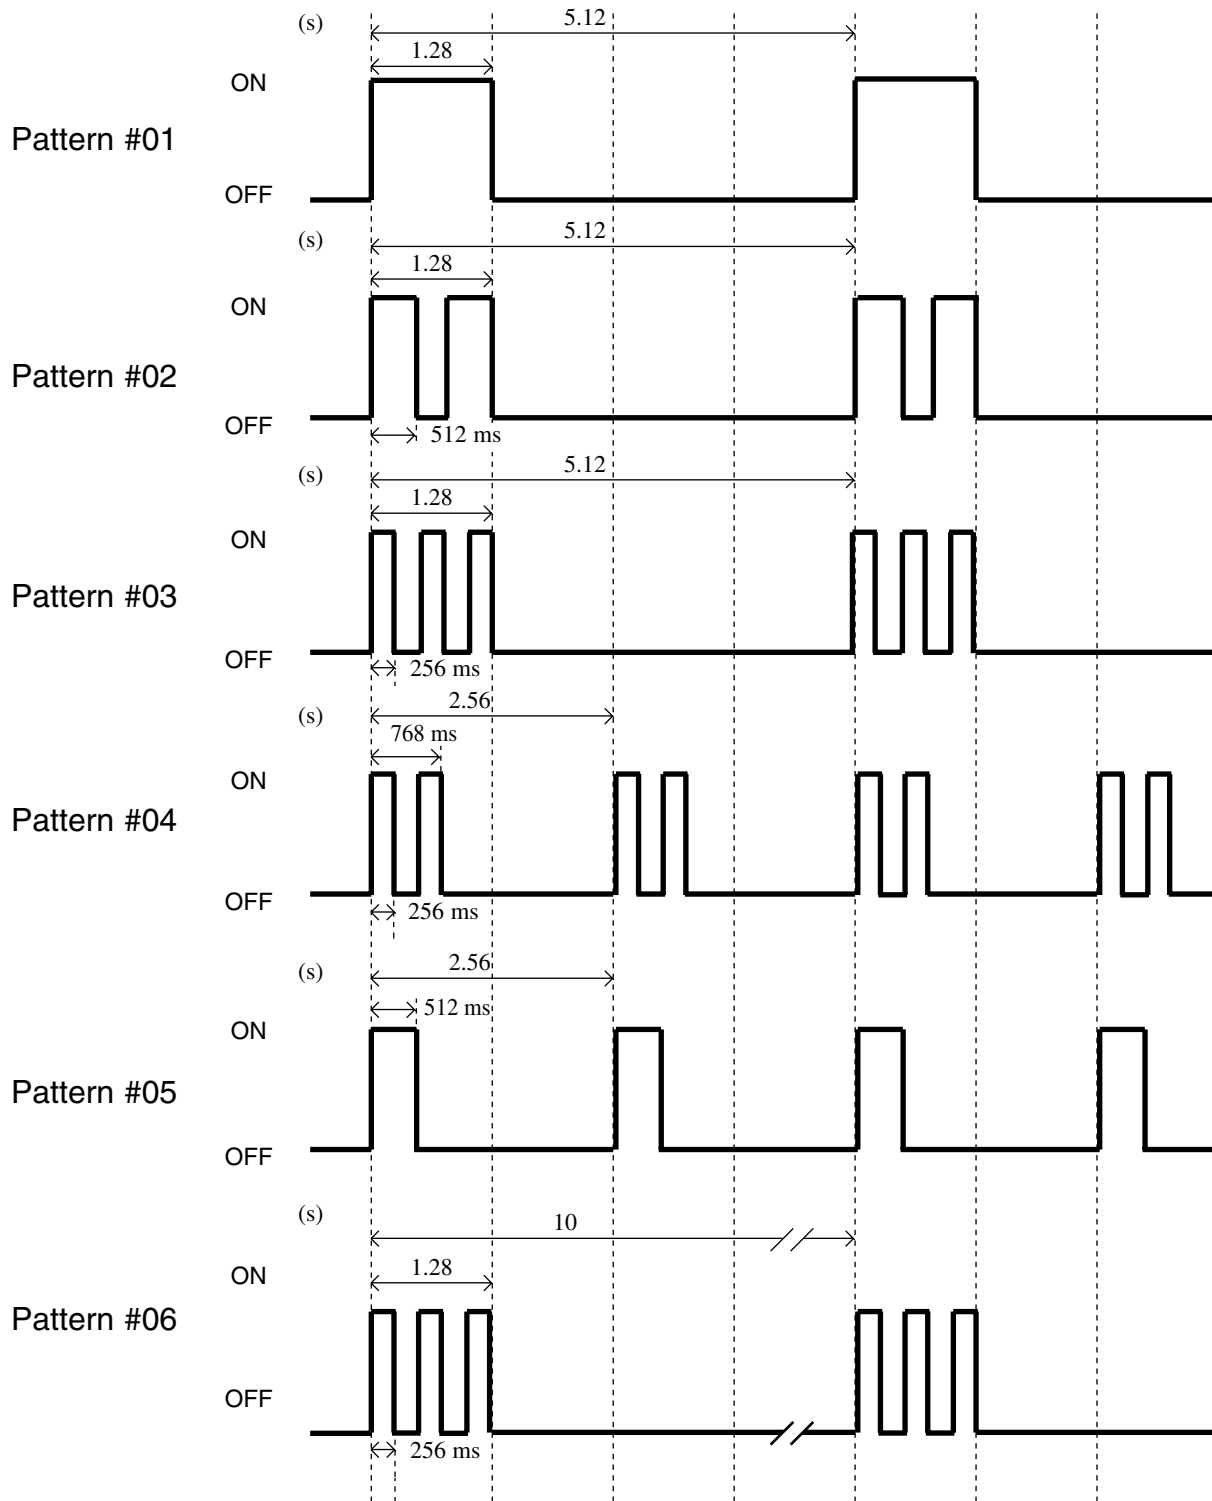 (s) 5.12
1.28
ON
Pattern #01
OFF
(s) 5.12
1.28
ON
Pattern #02
OFF
512 ms
(s) 5.12
1.28
ON
Pattern #03
OFF
256 ms
(s) 2.56
768 ms
ON
Pattern #04
OFF
256 ms
(s) 2.56
512 ms
ON
Pattern #05
OFF
(s) 10
1.28
ON
Pattern #06
OFF
256 ms